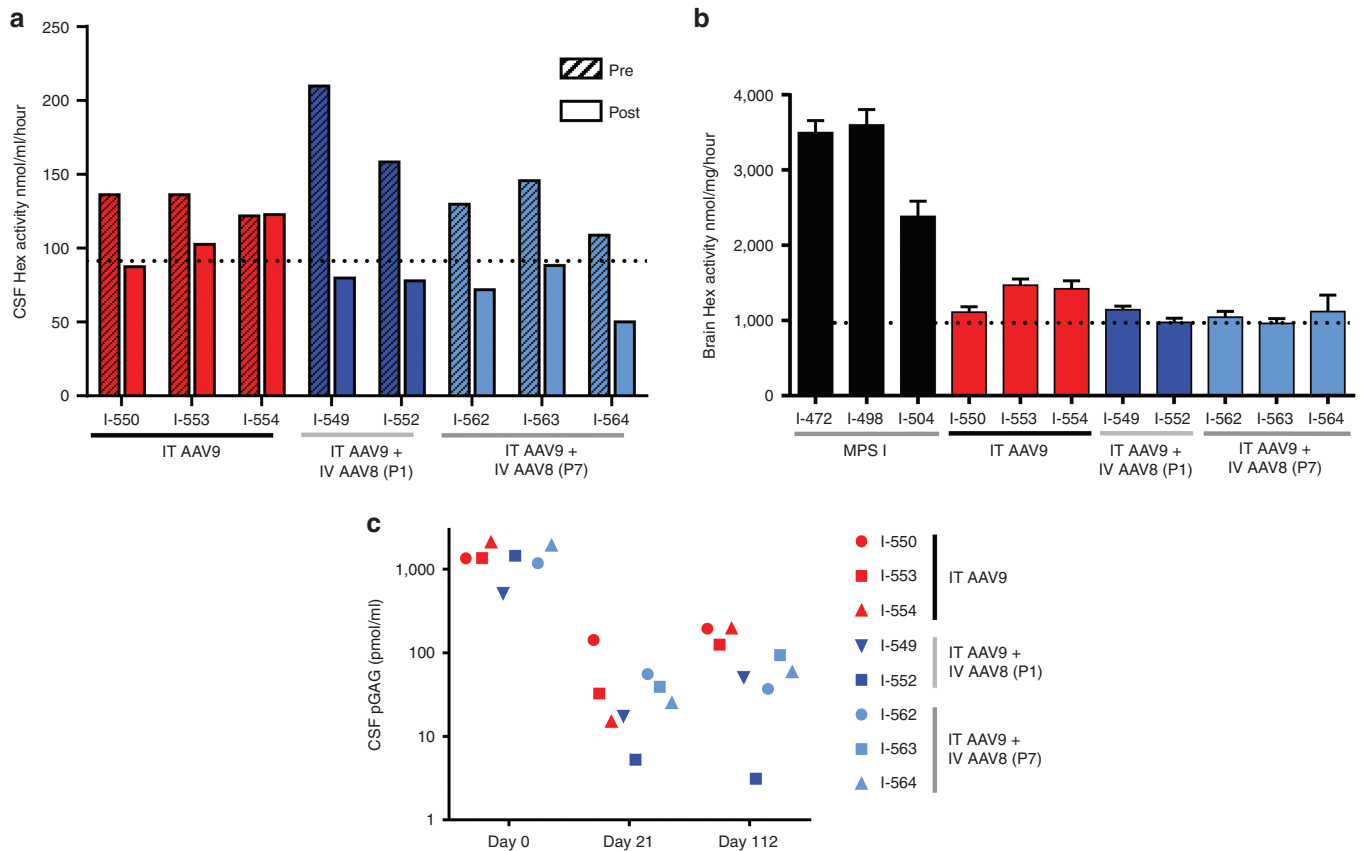 a
CSF Hex activity nmol/ml/hour
250
200
150
100
50
0
Pre
Post
I-550 I-553 I-554 I-549 I-552 I-562 I-563 I-564
IT AAV9
IT AAV9 +
IV AAV8 (P1)
IT AAV9 +
IV AAV8 (P7)
b
Brain Hex activity nmol/mg/hour
4,000
3,000
2,000
1,000
0
I-472 I-498 I-504 I-550 I-553 I-554 I-549 I-552 I-562 I-563 I-564
MPS I
IT AAV9
IT AAV9 +
IV AAV8 (P1)
IT AAV9 +
IV AAV8 (P7)
c
CSF pGAG (pmol/ml)
1,000
100
10
1
Day 0 Day 21 Day 112
I-550
I-553
I-554
IT AAV9
I-549
I-552
IT AAV9 +
IV AAV8 (P1)
I-562
I-563
I-564
IT AAV9 +
IV AAV8 (P7)